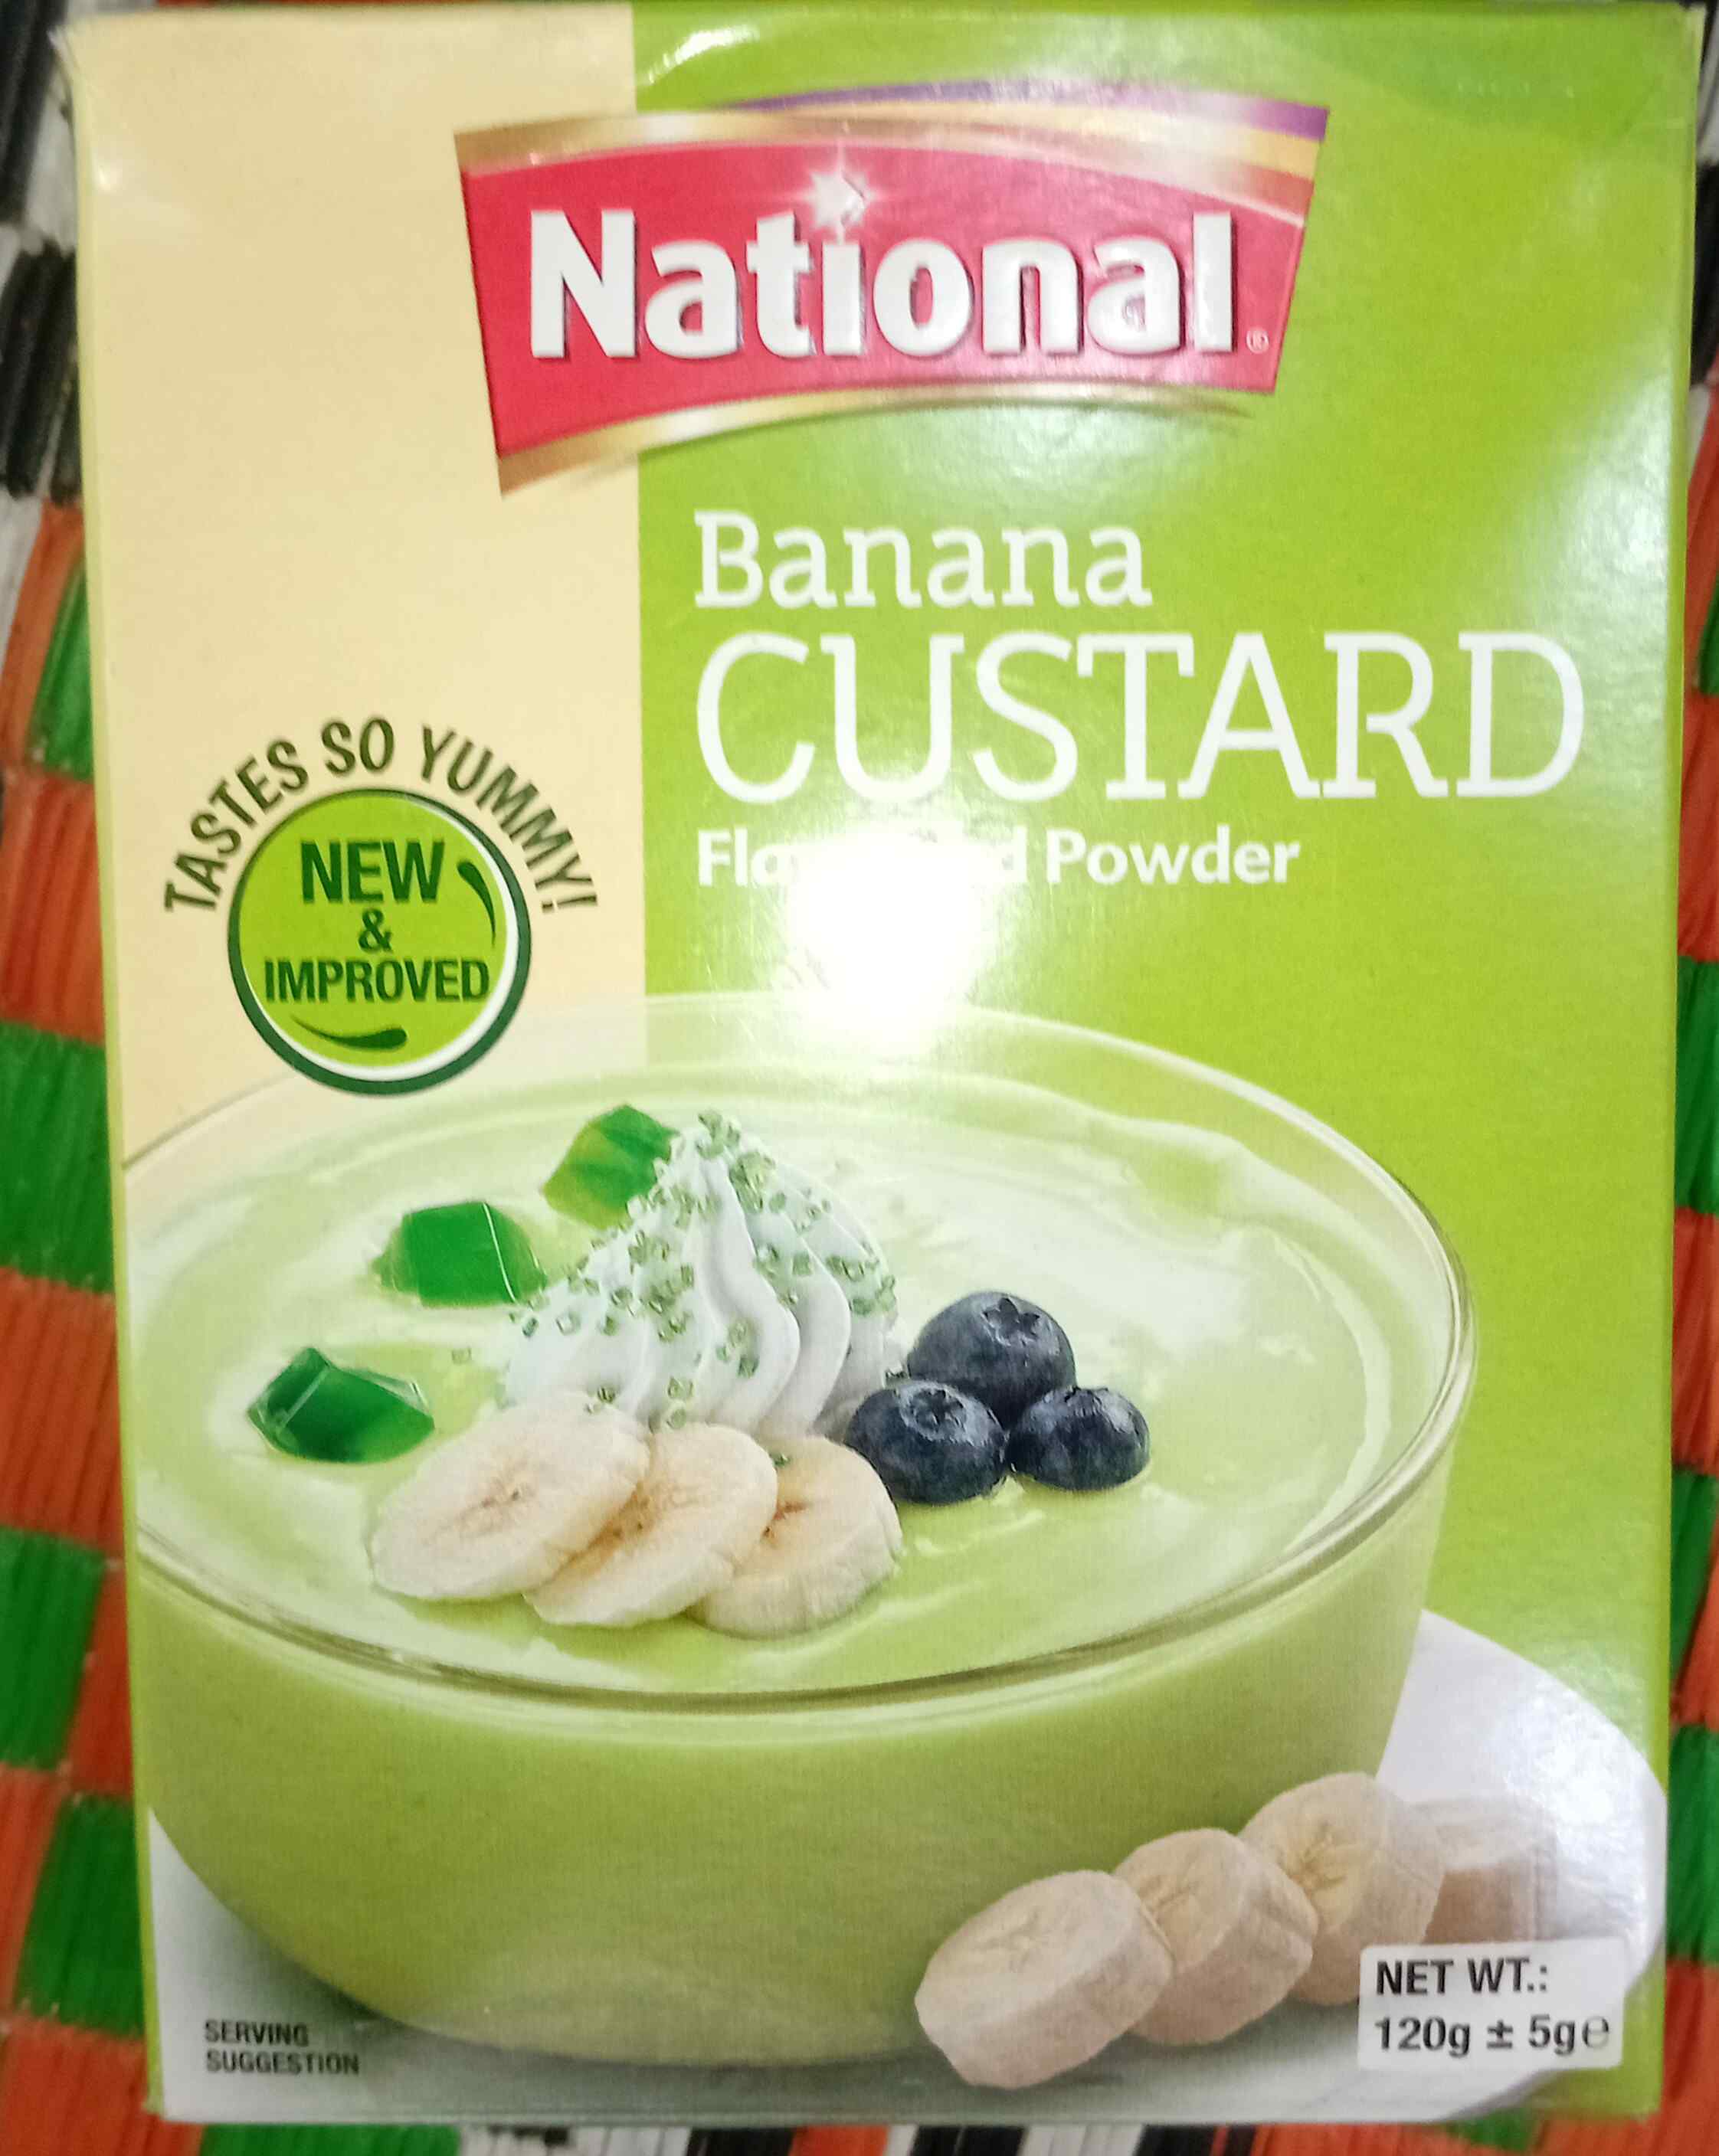 National
®
Banana
CUSTARD
Powder
TASTES SO YUMMY!
NEW
&
IMPROVED
SERVING
SUGGESTION
NET WT.:
120g ± 5g℮